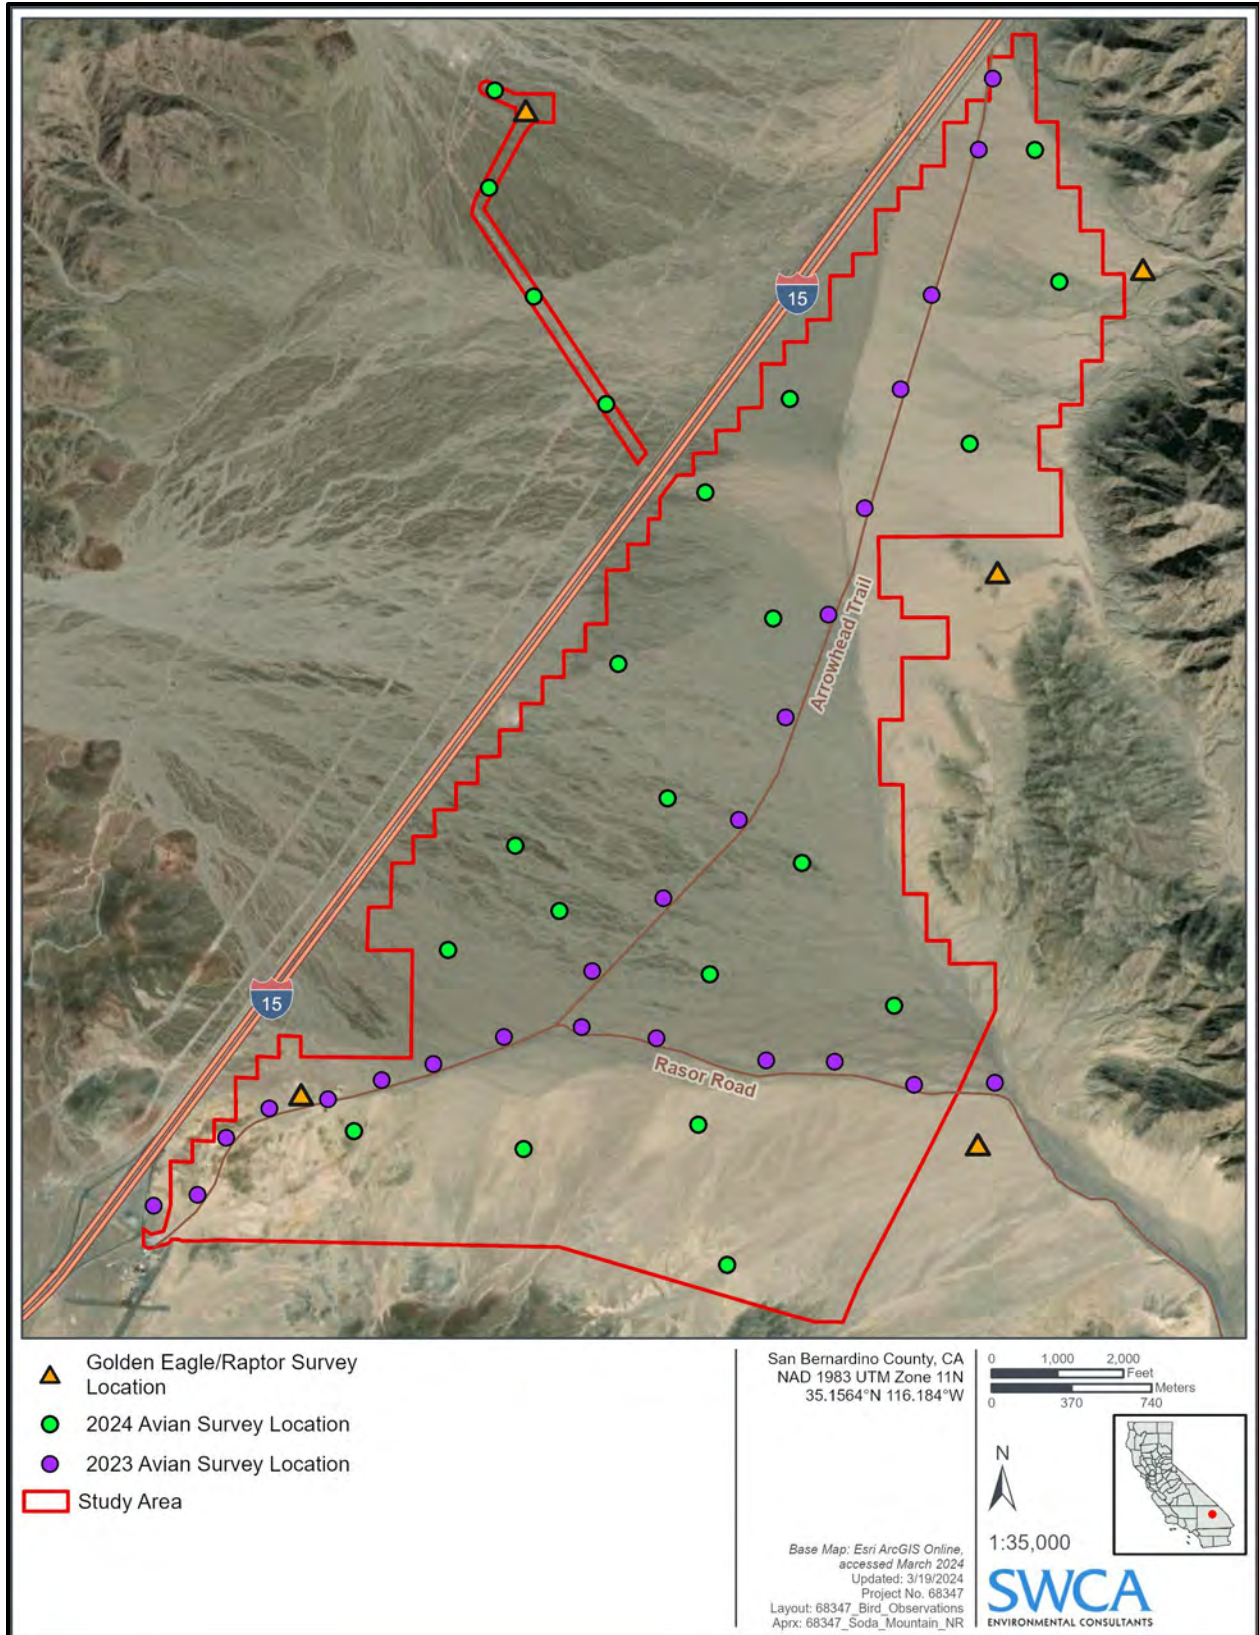 15
Arrowhead Trail
15
Rasor Road
Golden Eagle/Raptor Survey
Location
2024 Avian Survey Location
2023 Avian Survey Location
Study Area
San Bernardino County, CA
NAD 1983 UTM Zone 11N
35.1564°N 116.184°W
Base Map: Esri ArcGIS Online,
accessed March 2024
Updated: 3/19/2024
Project No. 68347
Layout: 68347_Bird_Observations
Aprx: 68347_Soda_Mountain_NR
0 1,000 2,000
Feet
Meters
0 370 740
N
1:35,000
SWCA
ENVIRONMENTAL CONSULTANTS